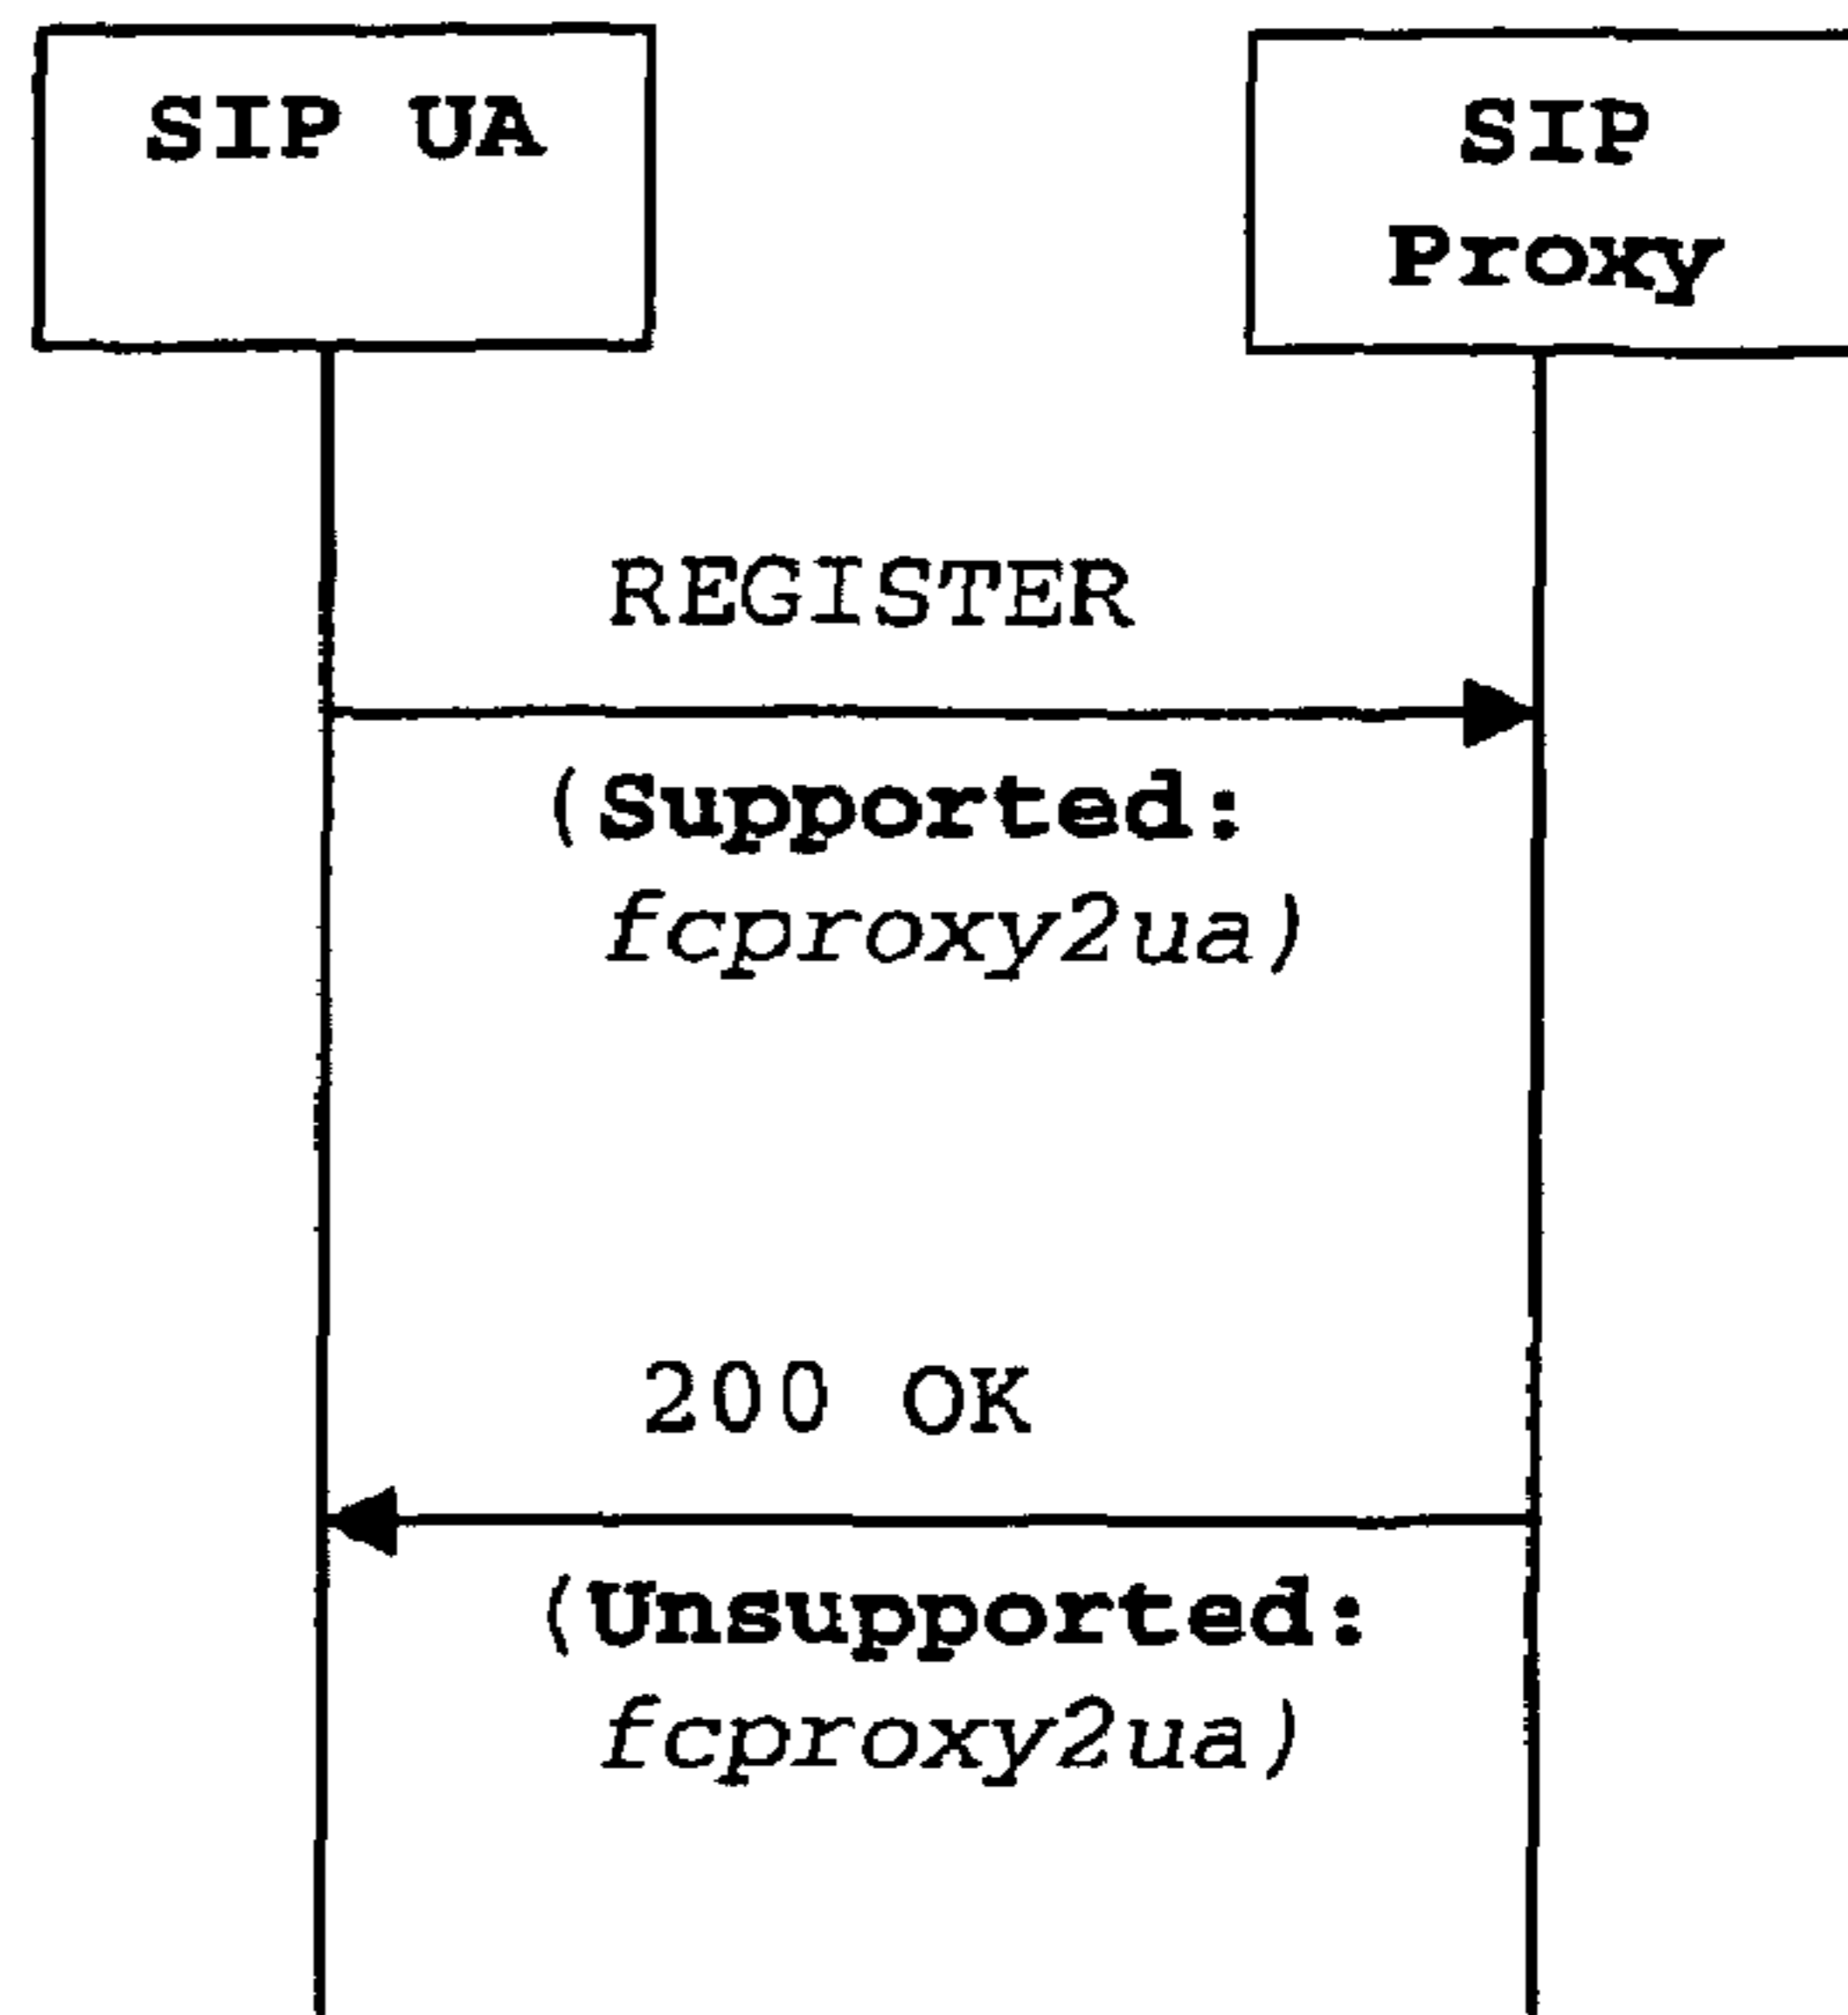 SIP UA
SIP
Proxy
REGISTER
(Supported:
fcproxy2ua)
200 OK
(Unsupported:
fcproxy2ua)